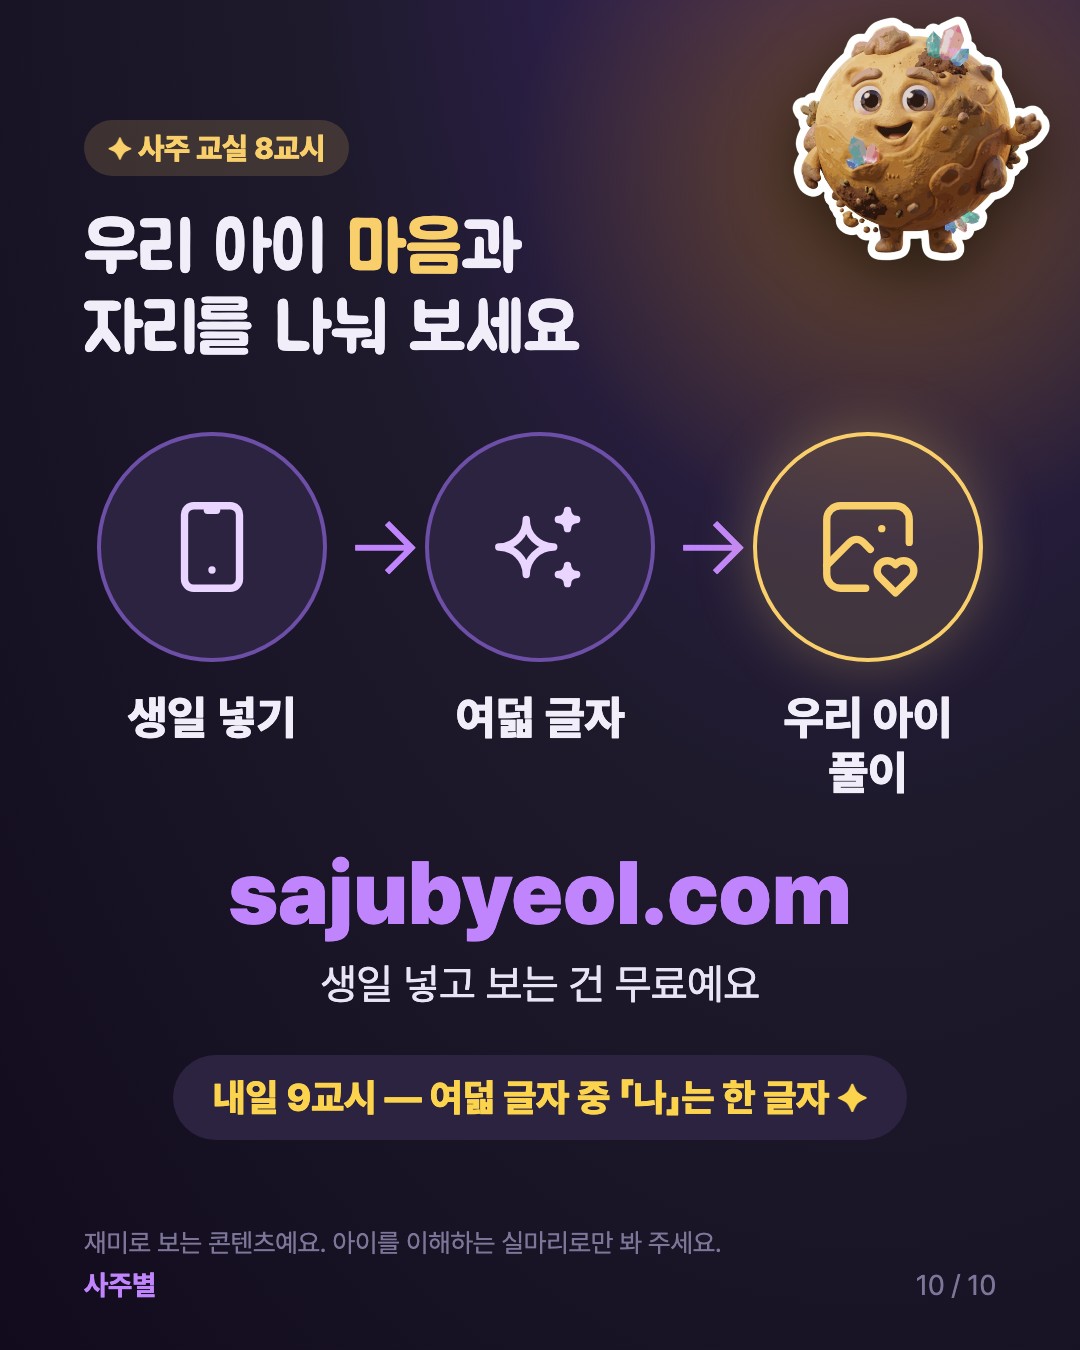 ✦ 사주 교실 8교시
우리 아이 마음과
자리를 나눠 보세요
생일 넣기
여덟 글자
우리 아이
풀이
sajubyeol.com
생일 넣고 보는 건 무료예요
내일 9교시 — 여덟 글자 중 「나」는 한 글자 ✦
재미로 보는 콘텐츠예요. 아이를 이해하는 실마리로만 봐 주세요.
사주별
10 / 10